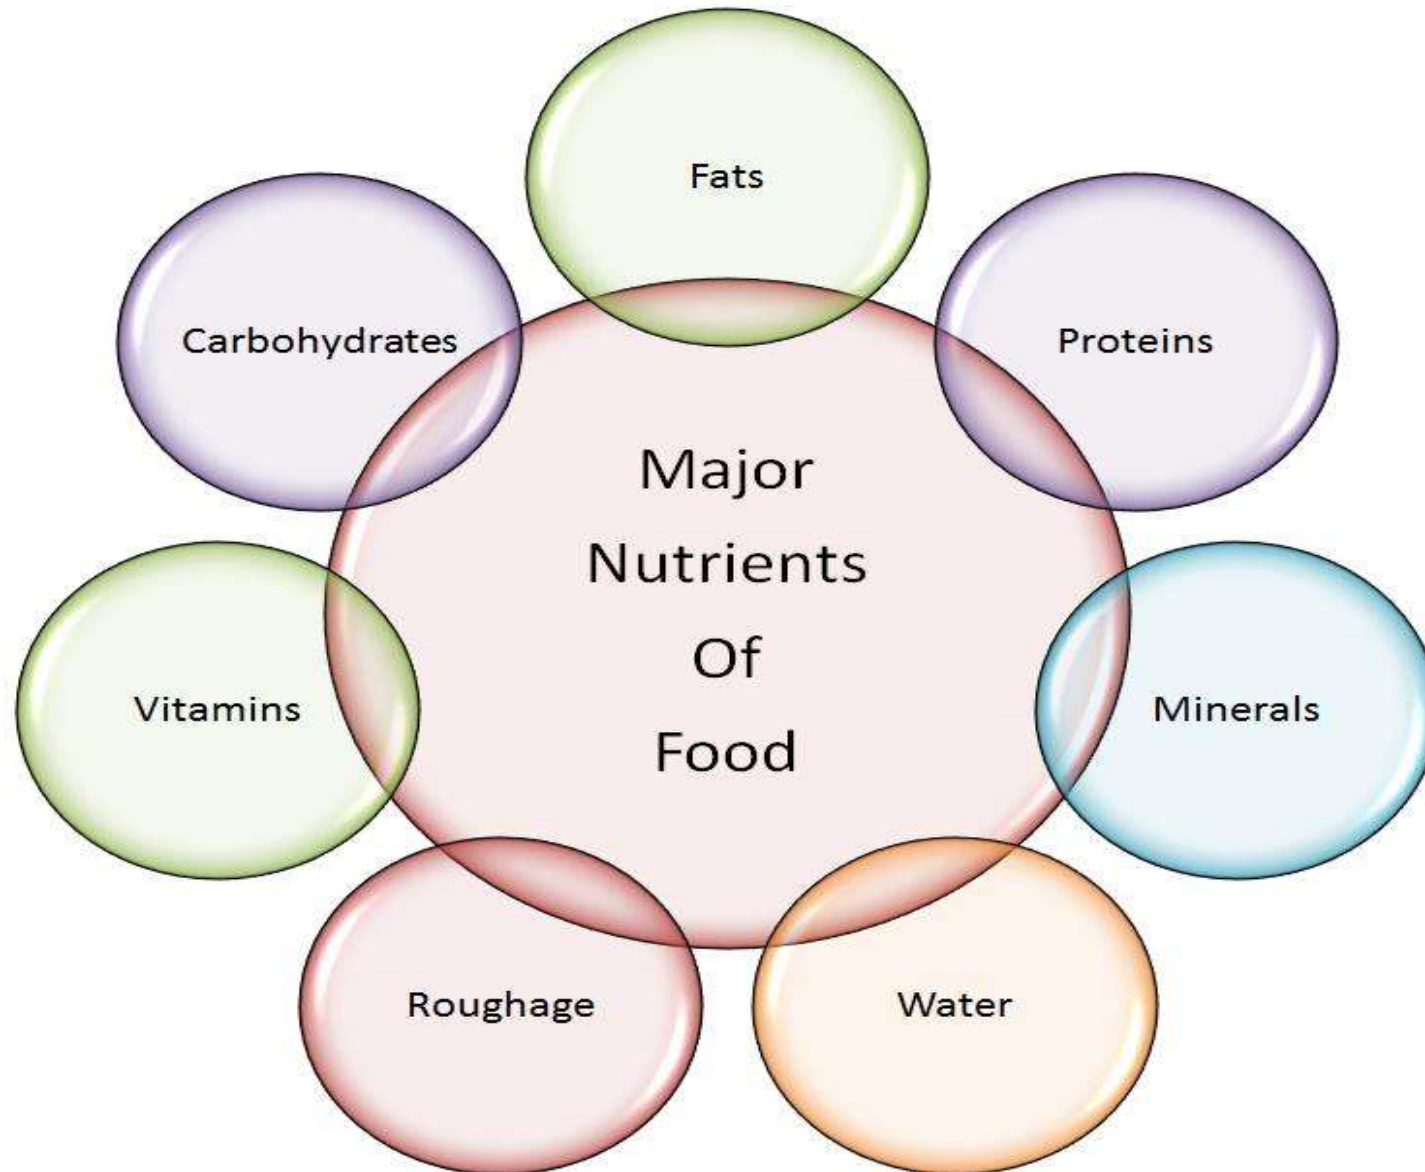 Fats
Carbohydrates
Proteins
Major
Nutrients
Of
Food
Vitamins
Minerals
Roughage
Water